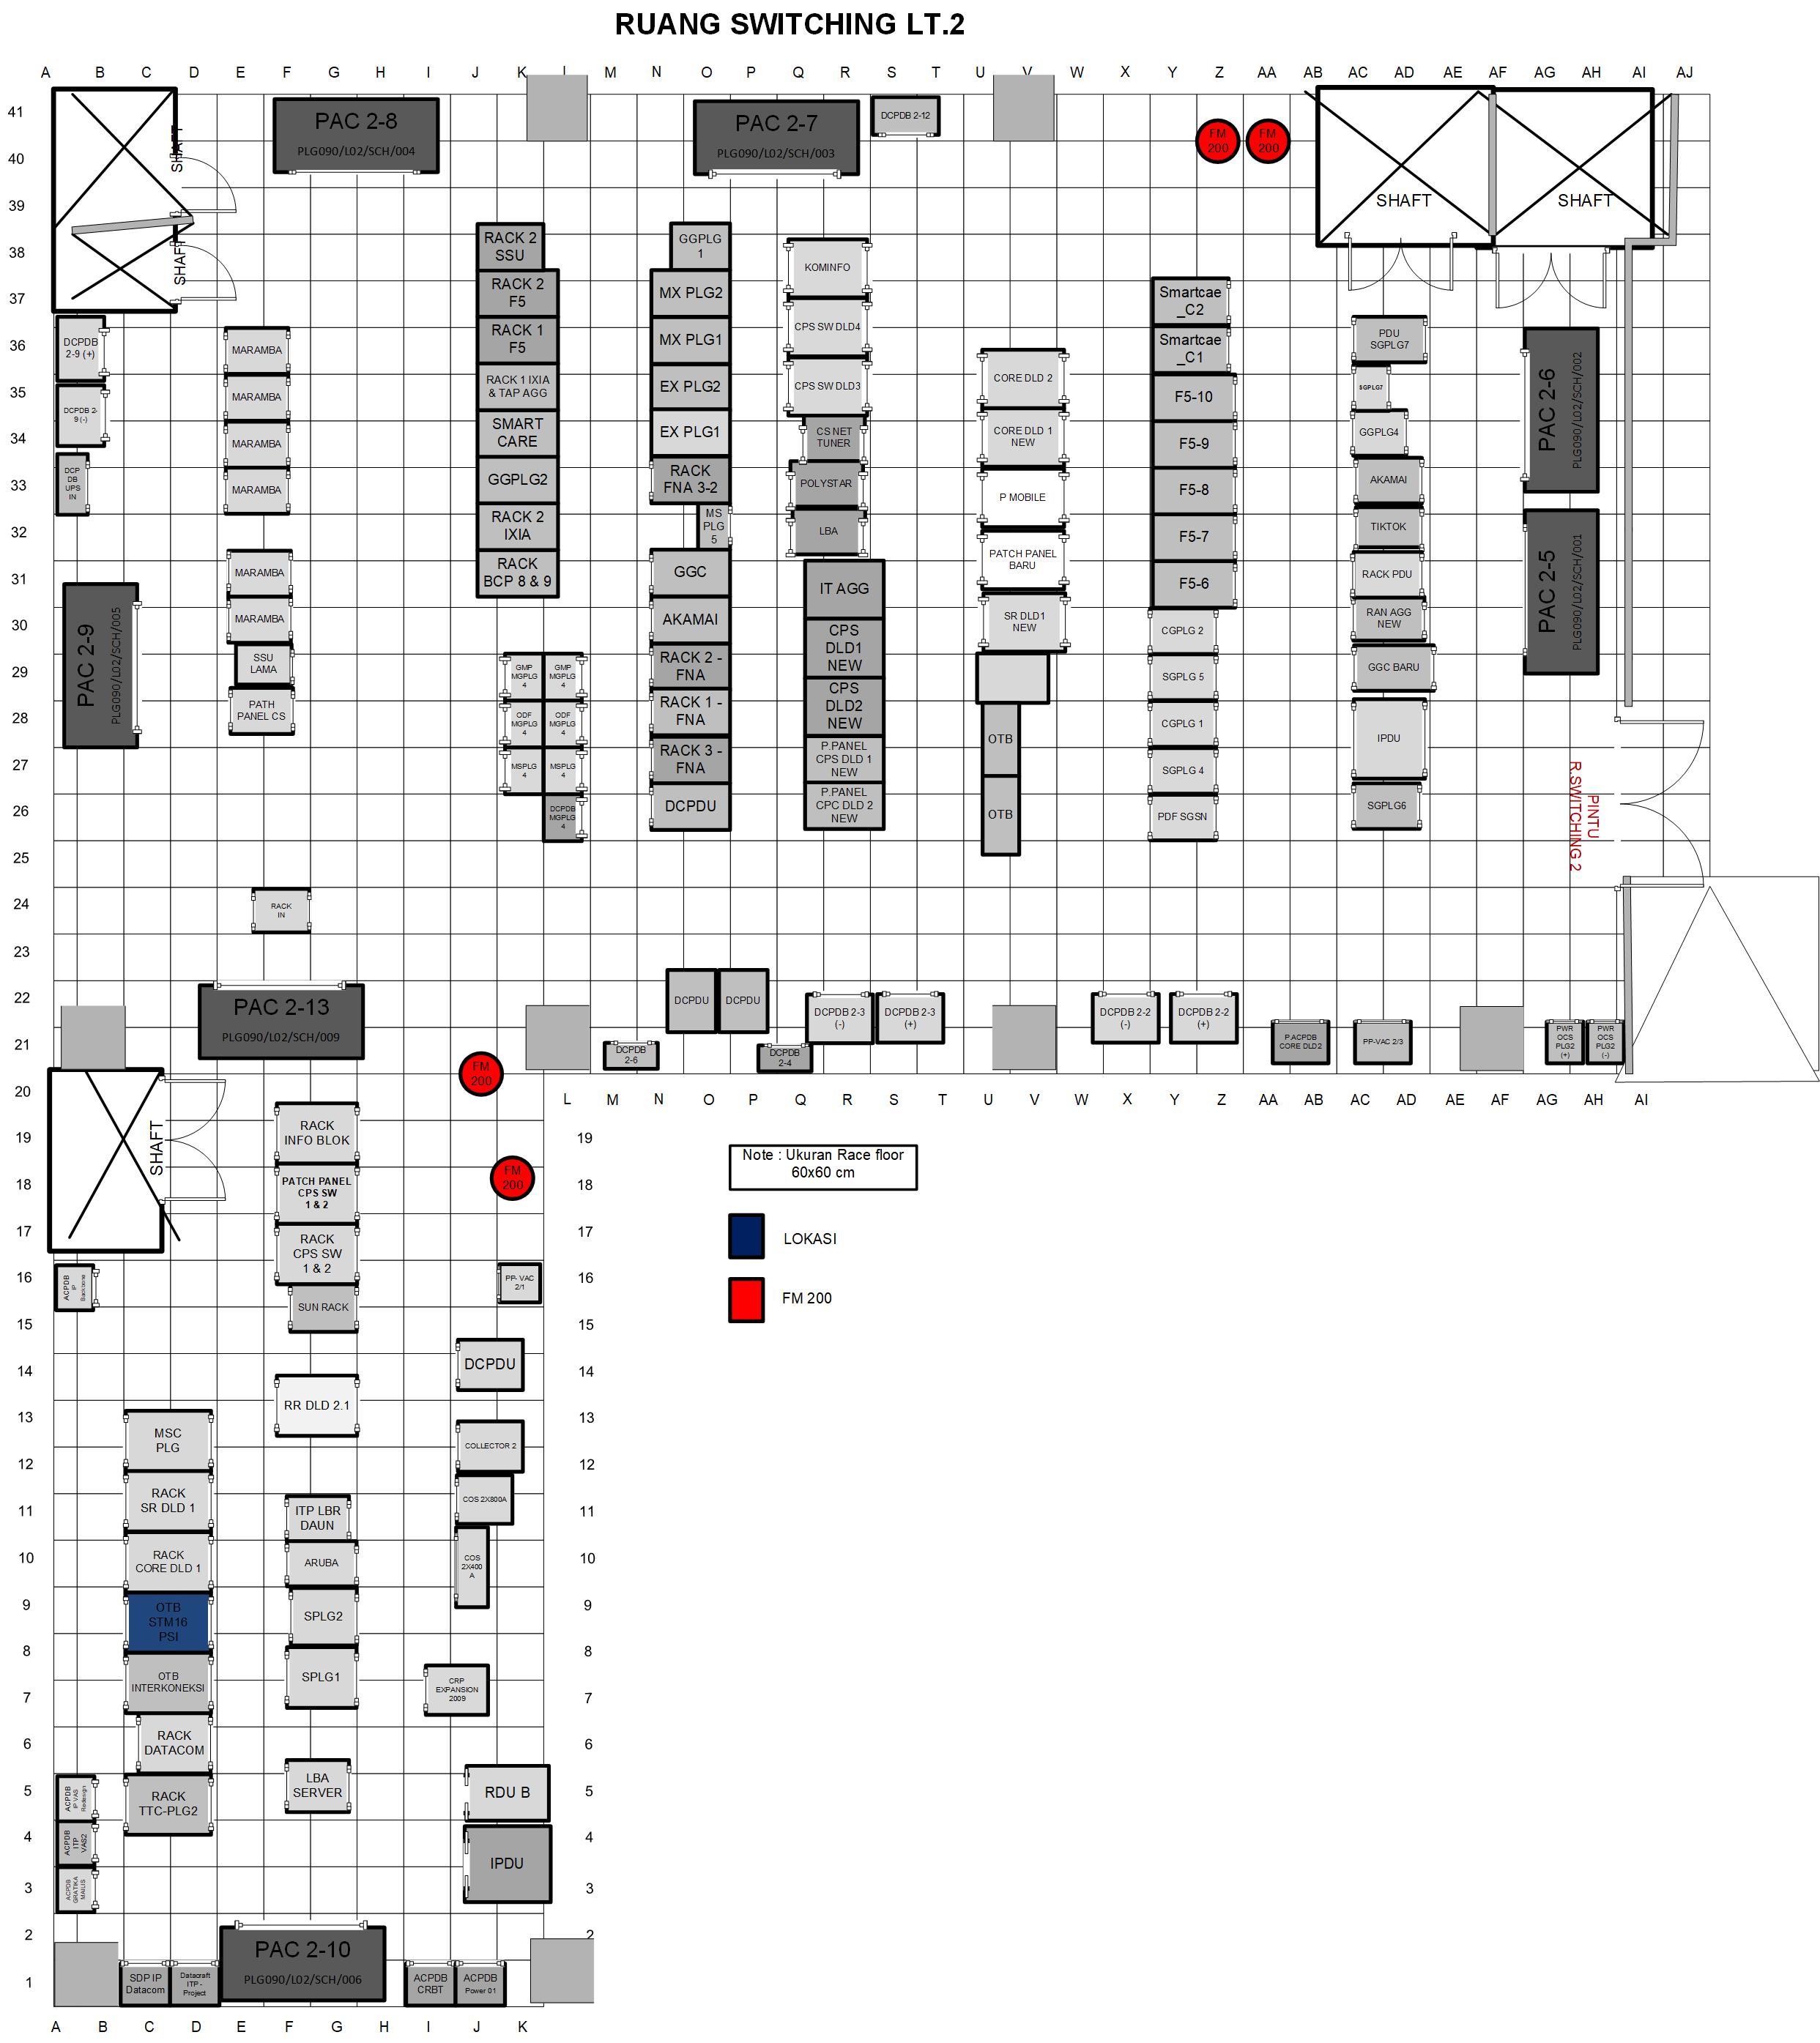 RUANG SWITCHING LT.2
A B C D E F G H I J K L M N O P Q R S T U V W X Y Z AA AB AC AD AE AF AG AH AI AJ
41
40
39
38
37
36
35
34
33
32
31
30
29
28
27
26
25
24
23
22
21
20
19
18
17
16
15
14
13
12
11
10
9
8
7
6
5
4
3
2
1
SHAFT
SHAFT
PAC 2-8
PLG090/L02/SCH/004
PAC 2-7
PLG090/L02/SCH/003
DCPDB 2-12
FM
200
FM
200
SHAFT
SHAFT
DCPDB
2-9 (+)
DCPDB 2-
9 (-)
DCP
DB
UPS
IN
PAC 2-9
PLG090/L02/SCH/005
MARAMBA
MARAMBA
MARAMBA
MARAMBA
MARAMBA
MARAMBA
SSU
LAMA
PATH
PANEL CS
RACK
IN
RACK 2
SSU
RACK 2
F5
RACK 1
F5
RACK 1 IXIA
& TAP AGG
SMART
CARE
GGPLG2
RACK 2
IXIA
RACK
BCP 8 & 9
GMP
MGPLG
4
GMP
MGPLG
4
ODF
MGPLG
4
ODF
MGPLG
4
MSPLG
4
MSPLG
4
DCPDB
MGPLG
4
GGPLG
1
MX PLG2
MX PLG1
EX PLG2
EX PLG1
RACK
FNA 3-2
MS
PLG
5
GGC
AKAMAI
RACK 2 -
FNA
RACK 1 -
FNA
RACK 3 -
FNA
DCPDU
KOMINFO
CPS SW DLD4
CPS SW DLD3
CS NET
TUNER
POLYSTAR
LBA
IT AGG
CPS
DLD1
NEW
CPS
DLD2
NEW
P.PANEL
CPS DLD 1
NEW
P.PANEL
CPC DLD 2
NEW
CORE DLD 2
CORE DLD 1
NEW
P MOBILE
PATCH PANEL
BARU
SR DLD1
NEW
OTB
OTB
Smartcae
_C2
Smartcae
_C1
F5-10
F5-9
F5-8
F5-7
F5-6
CGPLG 2
SGPLG 5
CGPLG 1
SGPLG 4
PDF SGSN
PDU
SGPLG7
SGPLG7
GGPLG4
AKAMAI
TIKTOK
RACK PDU
RAN AGG
NEW
GGC BARU
IPDU
SGPLG6
PAC 2-6
PLG090/L02/SCH/002
PAC 2-5
PLG090/L02/SCH/001
PINTU
R.SWITCHING 2
PAC 2-13
PLG090/L02/SCH/009
DCPDU
DCPDU
DCPDB 2-3
(-)
DCPDB 2-3
(+)
DCPDB 2-2
(-)
DCPDB 2-2
(+)
DCPDB
2-6
DCPDB
2-4
P.ACPDB
CORE DLD2
PP-VAC 2/3
PWR
OCS
PLG2
(+)
PWR
OCS
PLG2
(-)
L M N O P Q R S T U V W X Y Z AA AB AC AD AE AF AG AH AI
FM
200
SHAFT
FM
200
RACK
INFO BLOK
PATCH PANEL
CPS SW
1 & 2
RACK
CPS SW
1 & 2
SUN RACK
RR DLD 2.1
ACPDB
IP
Backbone
PP- VAC
2/1
DCPDU
COLLECTOR 2
COS 2X800A
COS
2X400
A
MSC
PLG
RACK
SR DLD 1
RACK
CORE DLD 1
OTB
STM16
PSI
OTB
INTERKONEKSI
RACK
DATACOM
RACK
TTC-PLG2
ITP LBR
DAUN
ARUBA
SPLG2
SPLG1
LBA
SERVER
CRP
EXPANSION
2009
RDU B
IPDU
ACPDB
IP VAS
Redesign
ACPDB
ITP
VAS2
ACPDB
GRATIKA
MAILIS
SDP IP
Datacom
Datacraft
ITP -
Project
PAC 2-10
PLG090/L02/SCH/006
ACPDB
CRBT
ACPDB
Power 01
19
18
17
16
15
14
13
12
11
10
9
8
7
6
5
4
3
2
A B C D E F G H I J K
Note : Ukuran Race floor
60x60 cm
LOKASI
FM 200